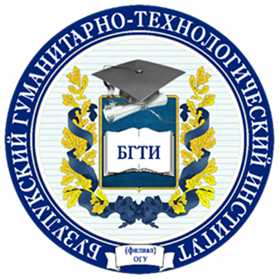 БУЗУЛУКСКИЙ ГУМАНИТАРНО-ТЕХНОЛОГИЧЕСКИЙ ИНСТИТУТ
БГТИ
(филиал)
ОГУ